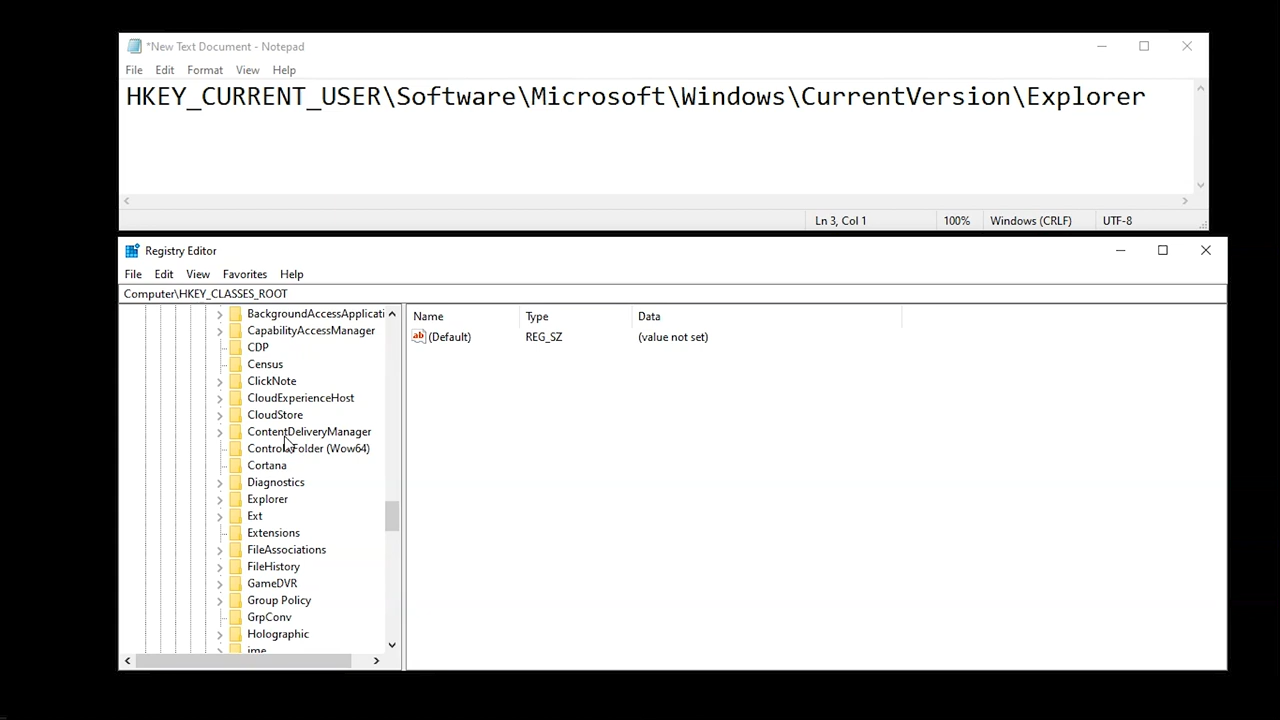 *New Text Document - Notepad
File Edit Format View Help
HKEY_CURRENT_USER\Software\Microsoft\Windows\CurrentVersion\Explorer
Ln 3, Col 1 100% Windows (CRLF) UTF-8
Registry Editor
File Edit View Favorites Help
Computer\HKEY_CLASSES_ROOT
Name Type Data
ab (Default) REG_SZ (value not set)
BackgroundAccessApplicati
CapabilityAccessManager
CDP
Census
ClickNote
CloudExperienceHost
CloudStore
ContentDeliveryManager
Controls Folder (Wow64)
Cortana
Diagnostics
Explorer
Ext
Extensions
FileAssociations
FileHistory
GameDVR
Group Policy
GrpConv
Holographic
ime